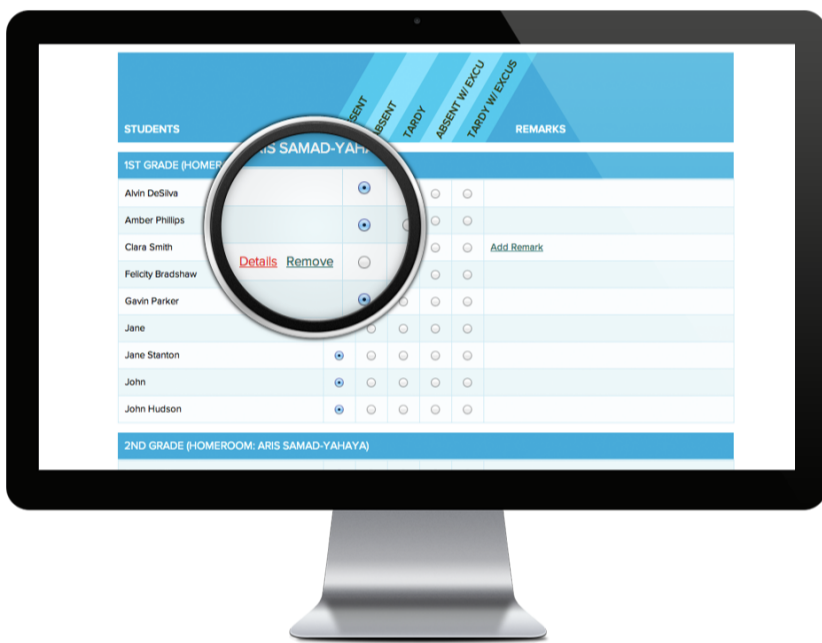 STUDENTS
ABSENT
TARDY
ABSENT W/ EXCU
TARDY W/ EXCUS
REMARKS
1ST GRADE (HOMER
ARIS SAMAD-YAHA
Alvin DeSilva
Amber Phillips
Clara Smith
Details Remove
Add Remark
Felicity Bradshaw
Gavin Parker
Jane
Jane Stanton
John
John Hudson
2ND GRADE (HOMEROOM: ARIS SAMAD-YAHAYA)